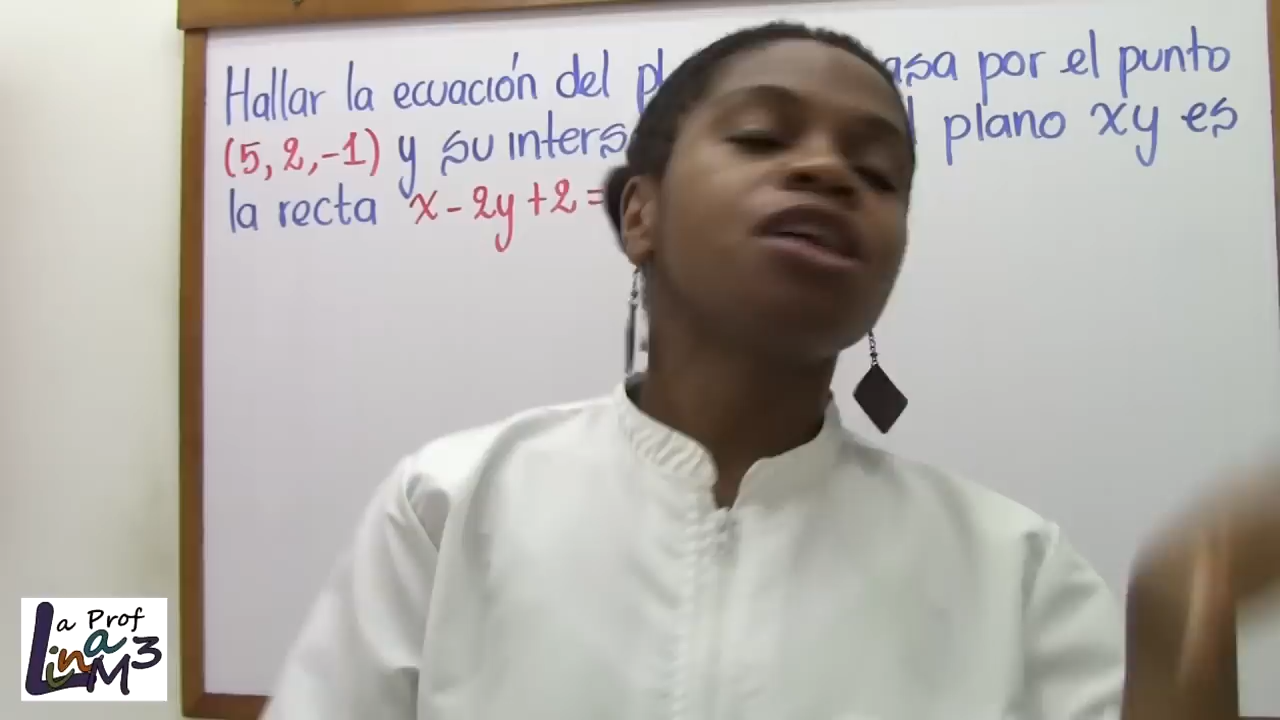 Hallar la ecuación del pl asa por el punto
(5, 2, -1) y su inters l plano xy es
la recta x - 2y + 2 =
La Prof
Lina M3